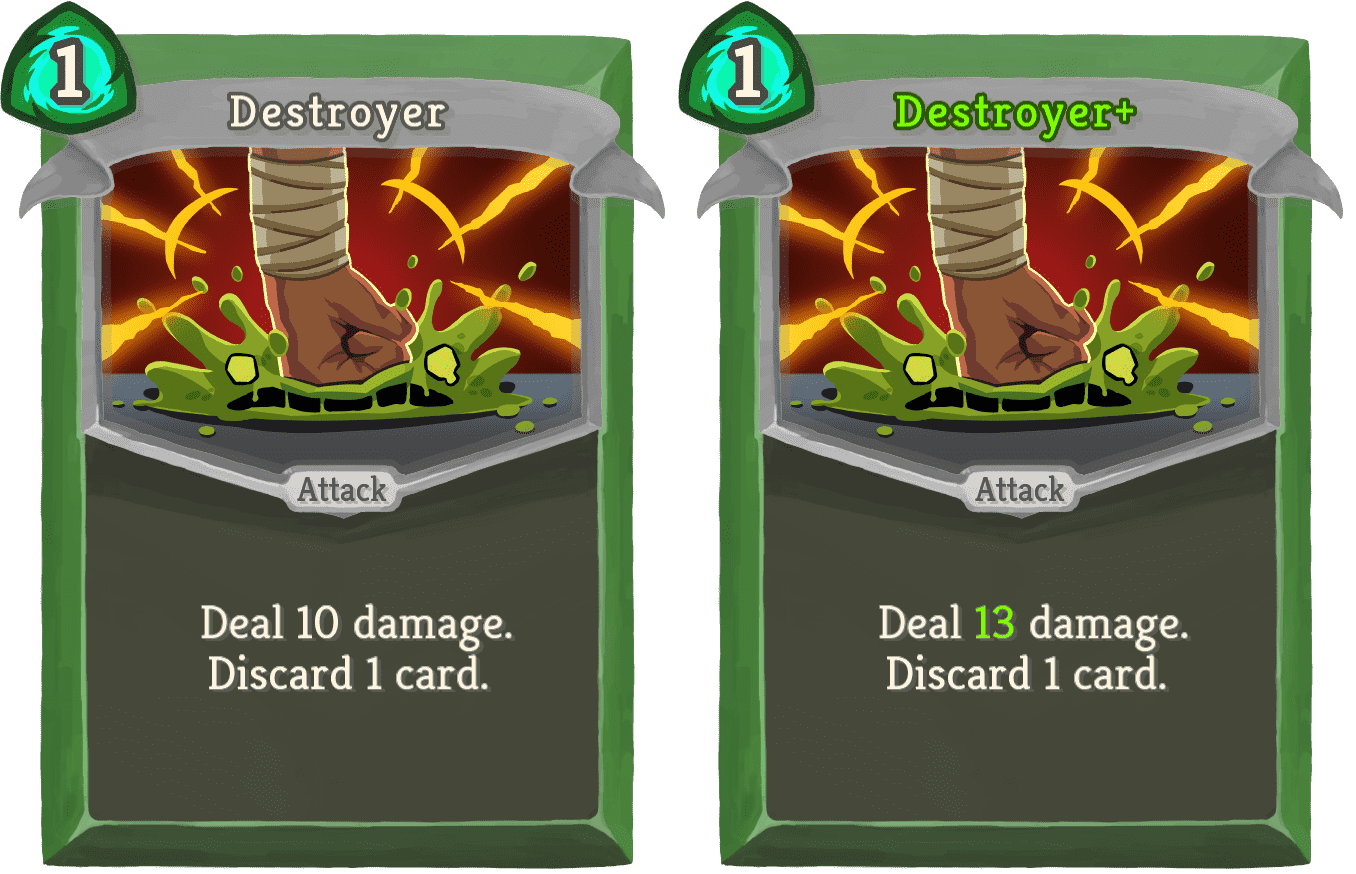 1
Destroyer
Attack
Deal 10 damage.
Discard 1 card.
1
Destroyer+
Attack
Deal 13 damage.
Discard 1 card.